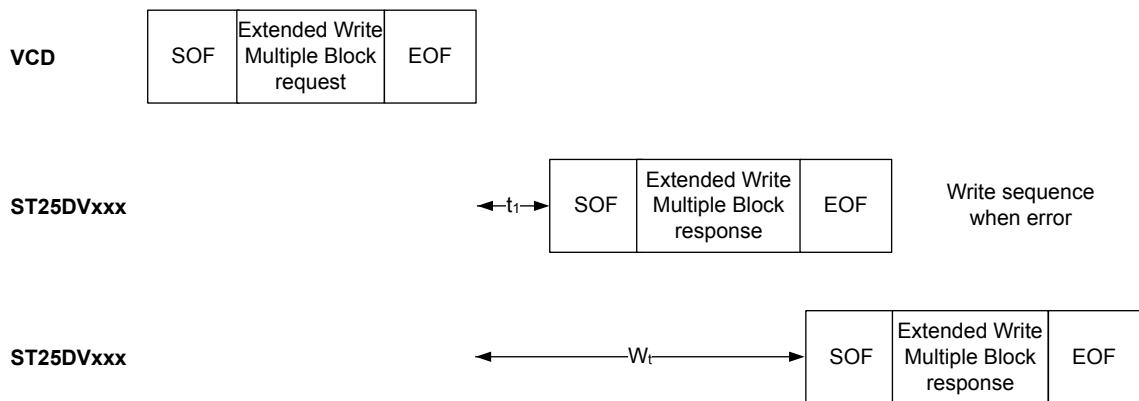 VCD
SOF
Extended Write
Multiple Block
request
EOF
ST25DVxxx
t1
SOF
Extended Write
Multiple Block
response
EOF
Write sequence
when error
ST25DVxxx
Wt
SOF
Extended Write
Multiple Block
response
EOF